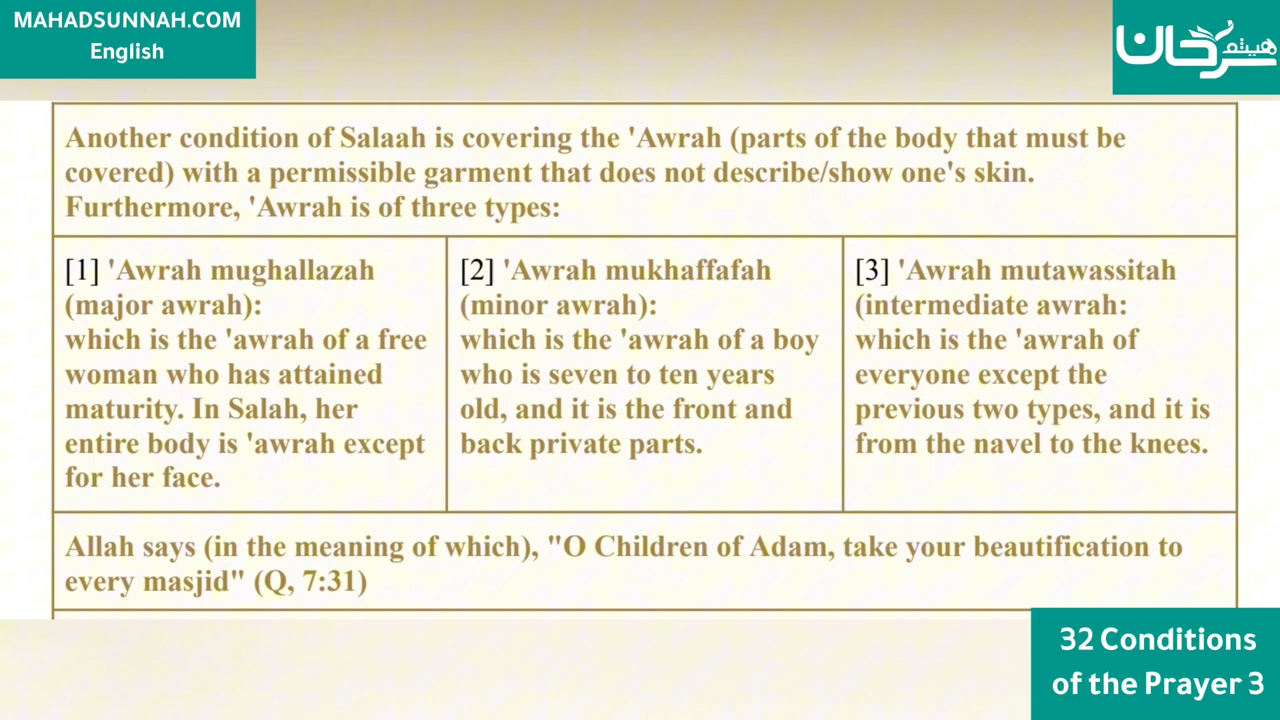 MAHADSUNNAH.COM
English
هيثم
سرحان
Another condition of Salaah is covering the 'Awrah (parts of the body that must be
covered) with a permissible garment that does not describe/show one's skin.
Furthermore, 'Awrah is of three types:
[1] 'Awrah mughallazah
(major awrah):
which is the 'awrah of a free
woman who has attained
maturity. In Salah, her
entire body is 'awrah except
for her face.
[2] 'Awrah mukhaffafah
(minor awrah):
which is the 'awrah of a boy
who is seven to ten years
old, and it is the front and
back private parts.
[3] 'Awrah mutawassitah
(intermediate awrah:
which is the 'awrah of
everyone except the
previous two types, and it is
from the navel to the knees.
Allah says (in the meaning of which), "O Children of Adam, take your beautification to
every masjid" (Q, 7:31)
32 Conditions
of the Prayer 3